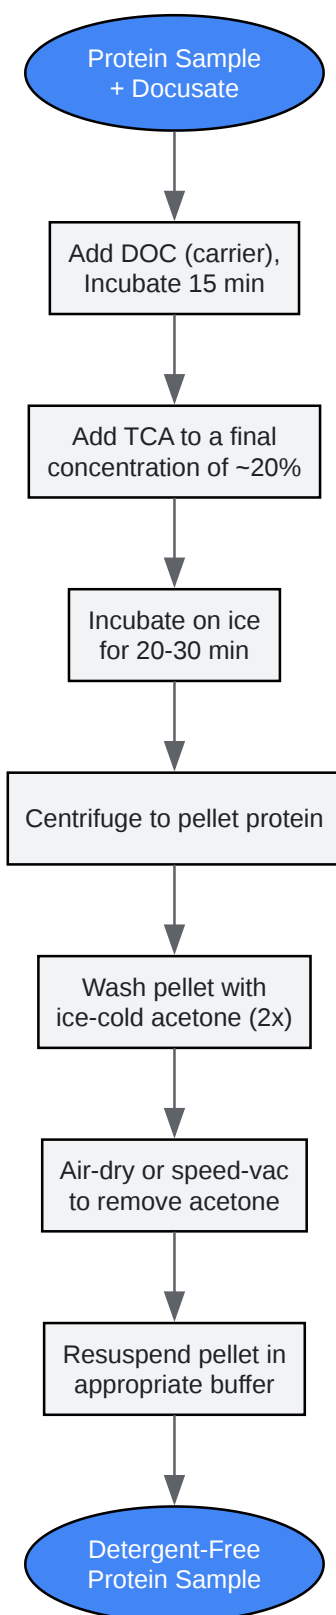 Protein Sample
+ Docusate
Add DOC (carrier),
Incubate 15 min
Add TCA to a final
concentration of ~20%
Incubate on ice
for 20-30 min
Centrifuge to pellet protein
Wash pellet with
ice-cold acetone (2x)
Air-dry or speed-vac
to remove acetone
Resuspend pellet in
appropriate buffer
Detergent-Free
Protein Sample